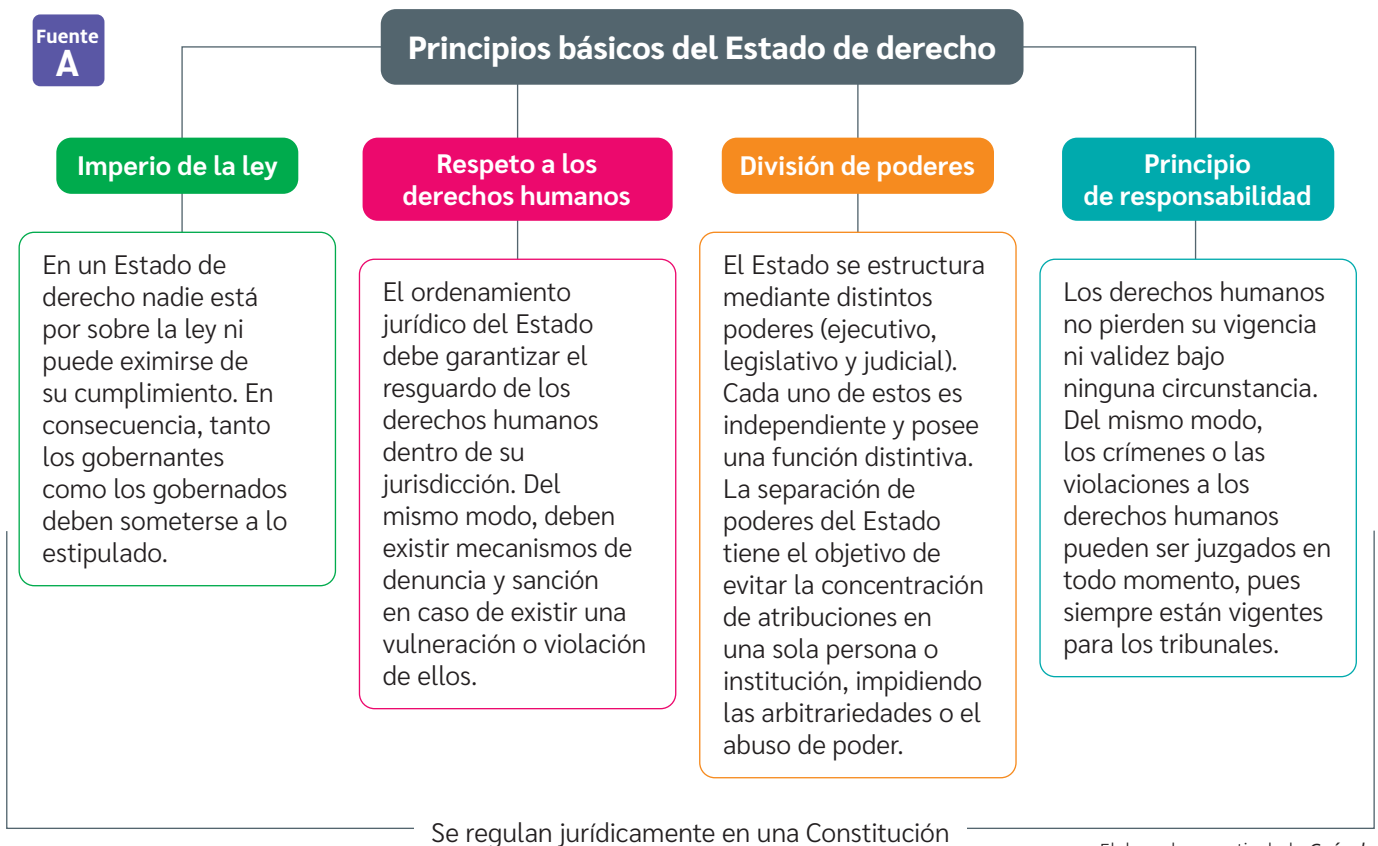 Fuente
A
Principios básicos del Estado de derecho
Imperio de la ley
En un Estado de
derecho nadie está
por sobre la ley ni
puede eximirse de
su cumplimiento. En
consecuencia, tanto
los gobernantes
como los gobernados
deben someterse a lo
estipulado.
Respeto a los
derechos humanos
El ordenamiento
jurídico del Estado
debe garantizar el
resguardo de los
derechos humanos
dentro de su
jurisdicción. Del
mismo modo, deben
existir mecanismos de
denuncia y sanción
en caso de existir una
vulneración o violación
de ellos.
División de poderes
El Estado se estructura
mediante distintos
poderes (ejecutivo,
legislativo y judicial).
Cada uno de estos es
independiente y posee
una función distintiva.
La separación de
poderes del Estado
tiene el objetivo de
evitar la concentración
de atribuciones en
una sola persona o
institución, impidiendo
las arbitrariedades o el
abuso de poder.
Principio
de responsabilidad
Los derechos humanos
no pierden su vigencia
ni validez bajo
ninguna circunstancia.
Del mismo modo,
los crímenes o las
violaciones a los
derechos humanos
pueden ser juzgados en
todo momento, pues
siempre están vigentes
para los tribunales.
Se regulan jurídicamente en una Constitución